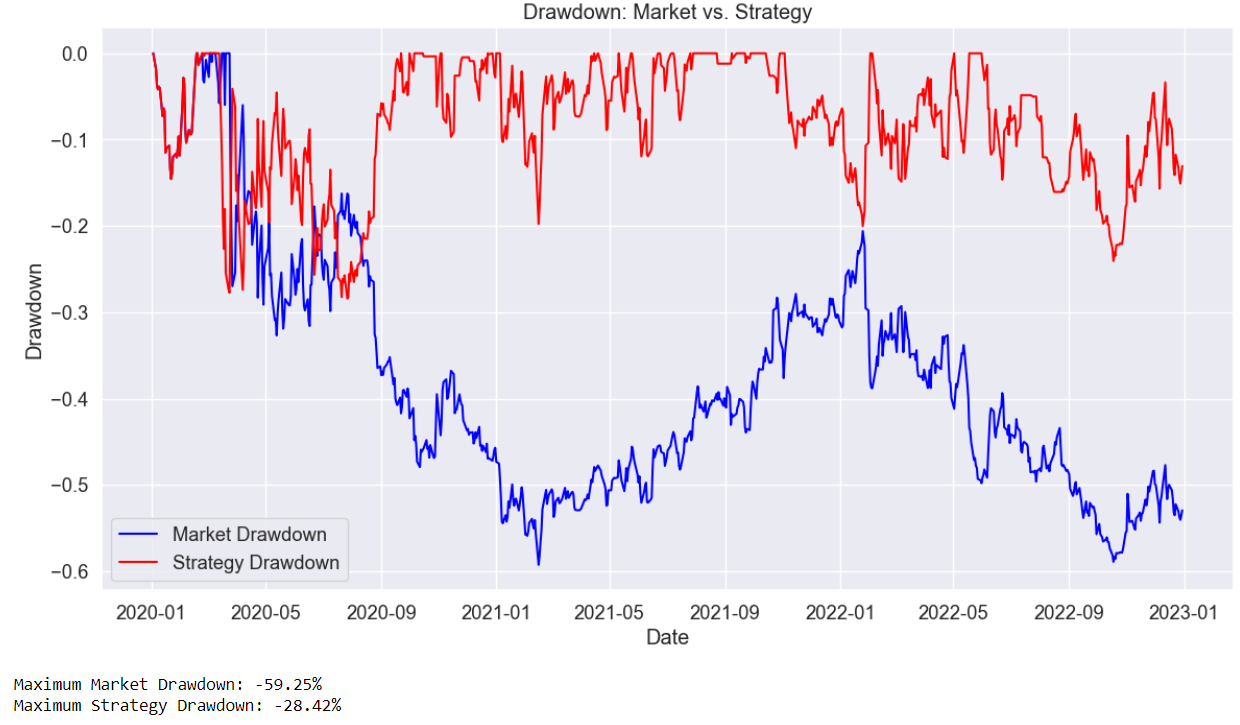 Drawdown: Market vs. Strategy
0.0
−0.1
−0.2
−0.3
−0.4
−0.5
−0.6
Drawdown
Market Drawdown
Strategy Drawdown
2020-01 2020-05 2020-09 2021-01 2021-05 2021-09 2022-01 2022-05 2022-09 2023-01
Date
Maximum Market Drawdown: -59.25%
Maximum Strategy Drawdown: -28.42%